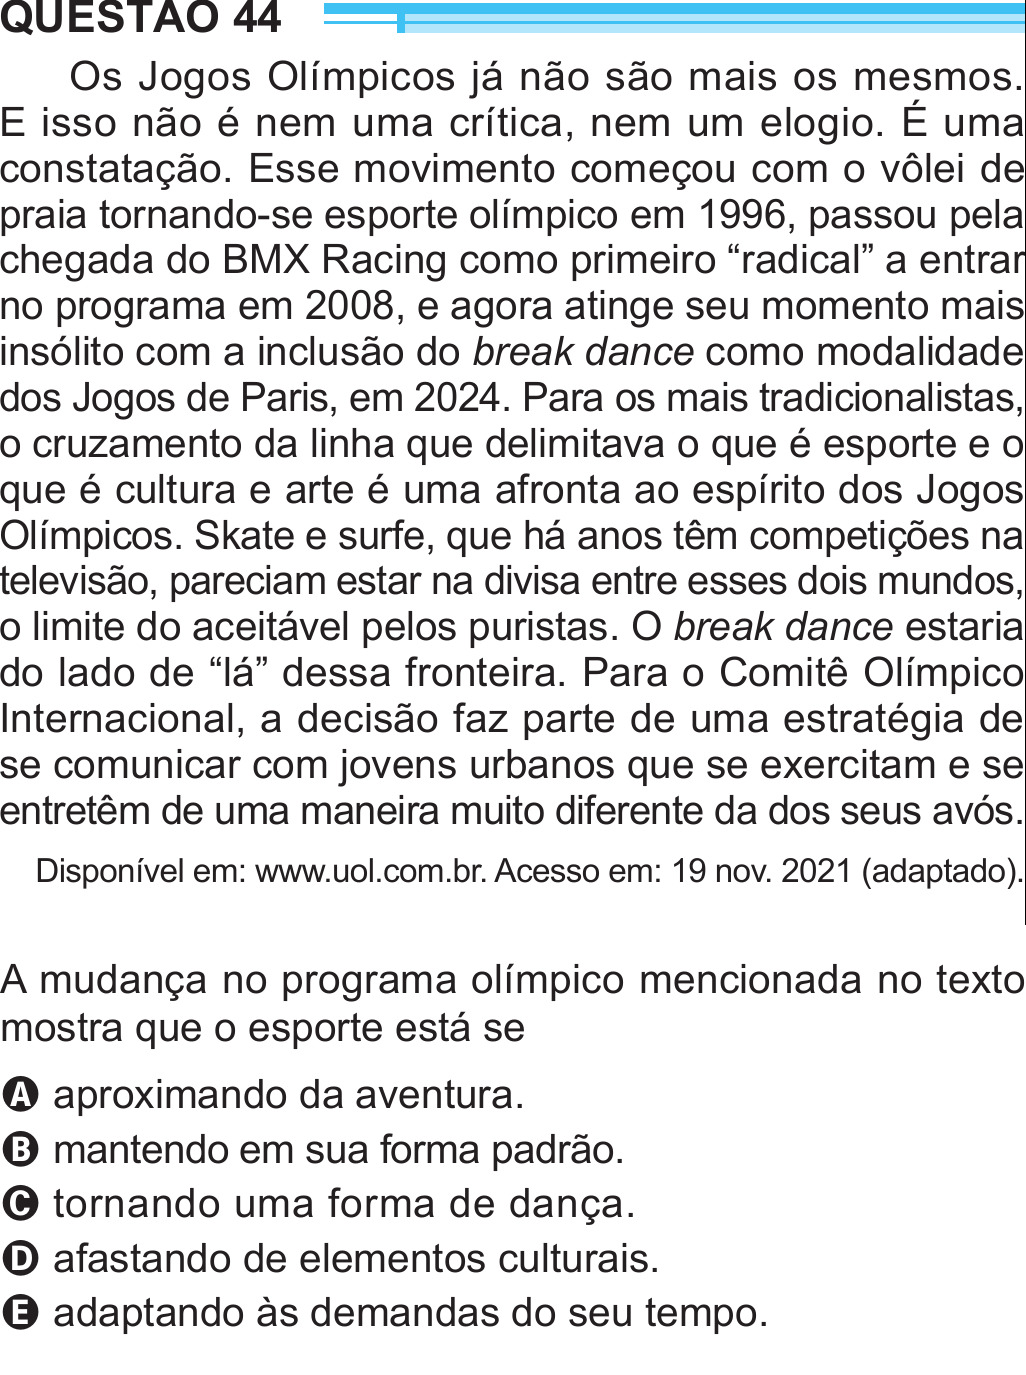 QUESTÃO 44
Os Jogos Olímpicos já não são mais os mesmos.
E isso não é nem uma crítica, nem um elogio. É uma
constatação. Esse movimento começou com o vôlei de
praia tornando-se esporte olímpico em 1996, passou pela
chegada do BMX Racing como primeiro “radical” a entrar
no programa em 2008, e agora atinge seu momento mais
insólito com a inclusão do break dance como modalidade
dos Jogos de Paris, em 2024. Para os mais tradicionalistas,
o cruzamento da linha que delimitava o que é esporte e o
que é cultura e arte é uma afronta ao espírito dos Jogos
Olímpicos. Skate e surfe, que há anos têm competições na
televisão, pareciam estar na divisa entre esses dois mundos,
o limite do aceitável pelos puristas. O break dance estaria
do lado de “lá” dessa fronteira. Para o Comitê Olímpico
Internacional, a decisão faz parte de uma estratégia de
se comunicar com jovens urbanos que se exercitam e se
entretêm de uma maneira muito diferente da dos seus avós.
Disponível em: www.uol.com.br. Acesso em: 19 nov. 2021 (adaptado).
A mudança no programa olímpico mencionada no texto
mostra que o esporte está se
A aproximando da aventura.
B mantendo em sua forma padrão.
C tornando uma forma de dança.
D afastando de elementos culturais.
E adaptando às demandas do seu tempo.